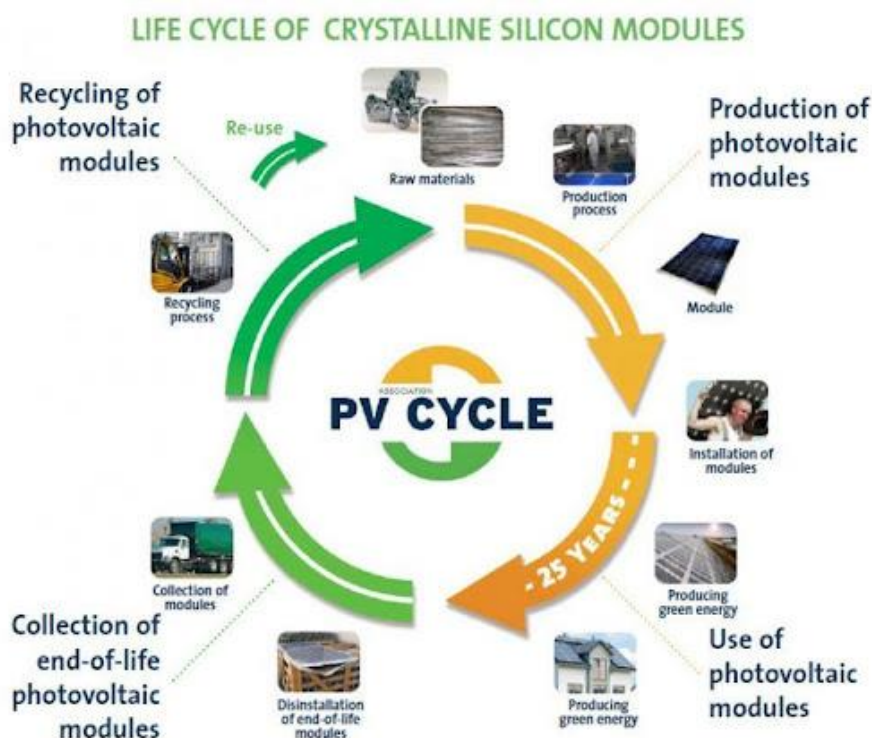 LIFE CYCLE OF CRYSTALLINE SILICON MODULES
Recycling of
photovoltaic
modules
Re-use
Raw materials
Production
process
Production of
photovoltaic
modules
Module
Recycling
process
ASSOCIATION
PV CYCLE
Installation of
modules
- 25 YEARS - - -
Producing
green energy
Collection of
modules
Collection of
end-of-life
photovoltaic
modules
Disinstallation
of end-of-life
modules
Producing
green energy
Use of
photovoltaic
modules